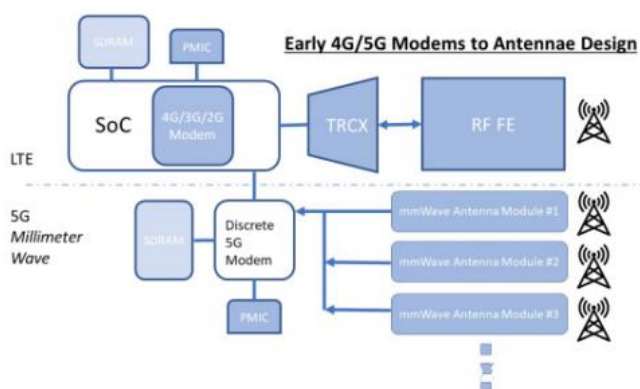 Early 4G/5G Modems to Antennae Design
SDRAM
PMIC
SoC
4G/3G/2G
Modem
TRCX
RF FE
LTE
5G
Millimeter
Wave
SDRAM
Discrete
5G
Modem
PMIC
mmWave Antenna Module #1
mmWave Antenna Module #2
mmWave Antenna Module #3